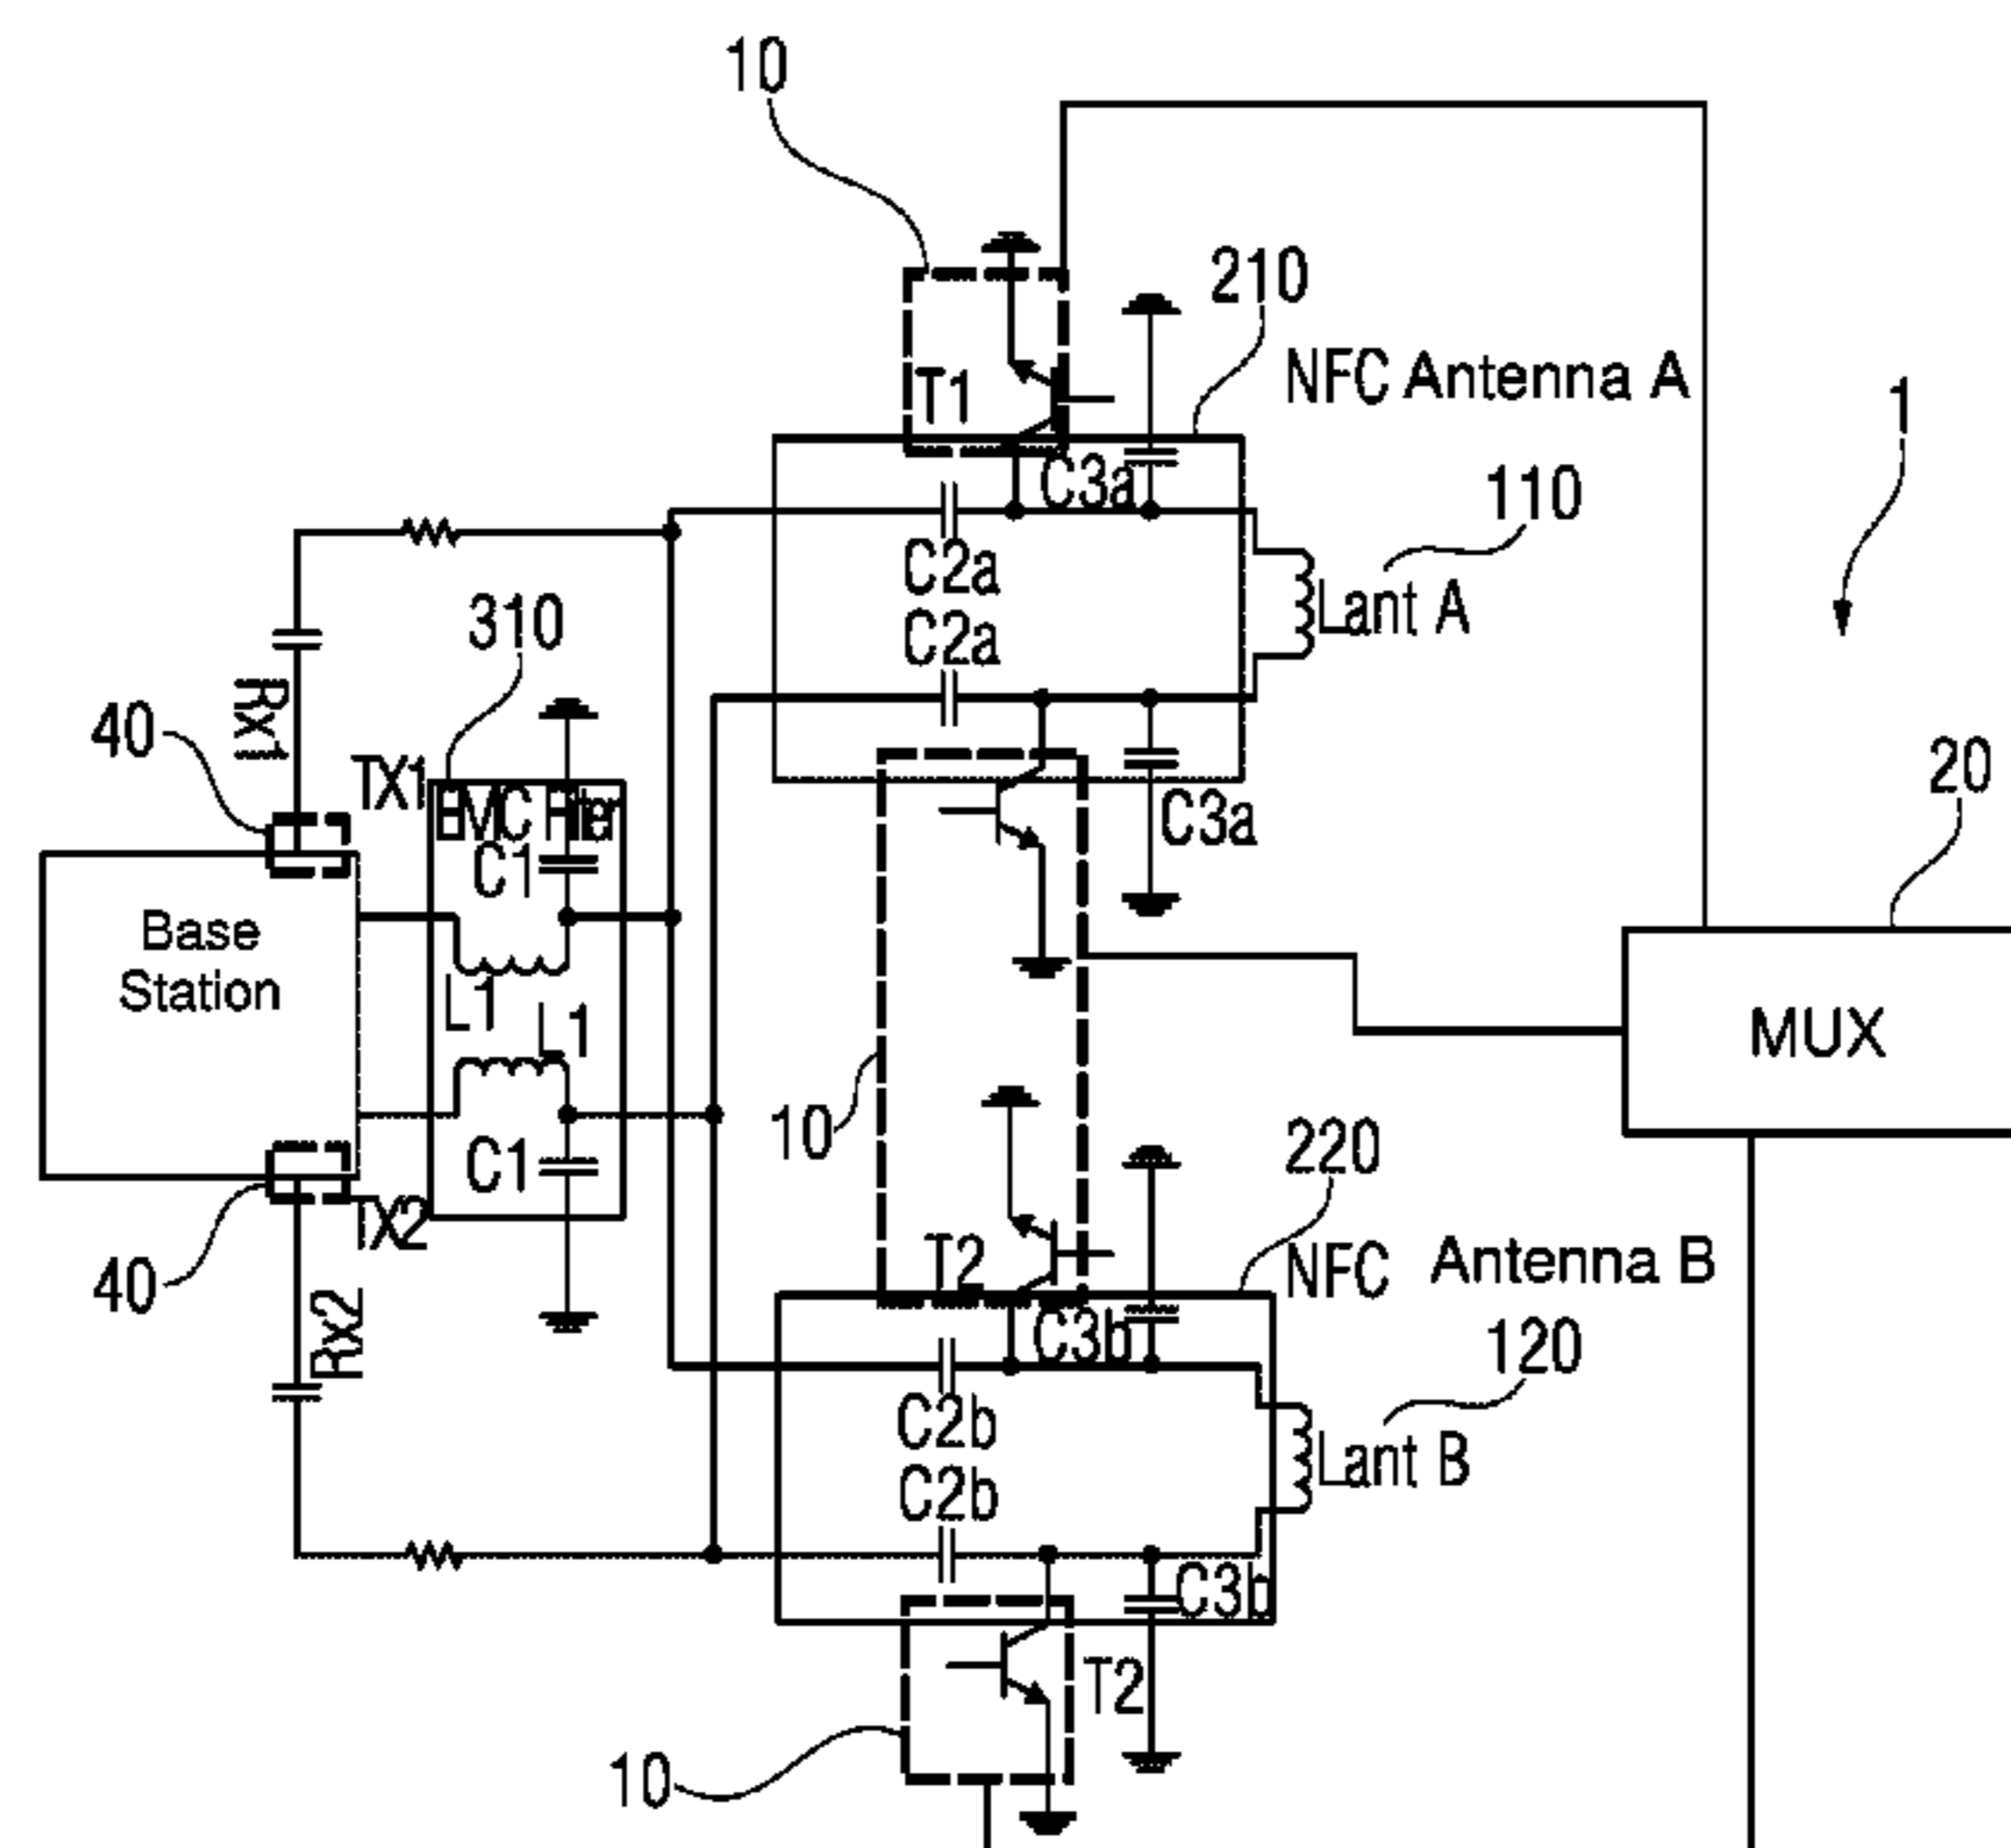 10
210
NFC Antenna A
1
T1
C3a
110
C2a
Lant A
C2a
310
RX1
40
TX1
EMC Filter
C1
C3a
20
Base
Station
L1
L1
MUX
10
C1
220
TX2
40
T2
NFC Antenna B
RX2
C3b
120
C2b
Lant B
C2b
C3b
T2
10